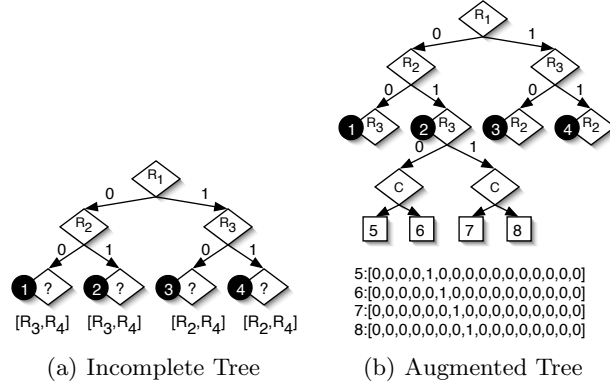 R1
0 1
R2 R3
0 1 0 1
1 ? 2 ? 3 ? 4 ?
[R3,R4] [R3,R4] [R2,R4] [R2,R4]
(a) Incomplete Tree
R1
0 1
R2 R3
0 1 0 1
1 R3 2 R3 3 R2 4 R2
0 1
C C
5 6 7 8
5:[0,0,0,0,1,0,0,0,0,0,0,0,0,0,0,0]
6:[0,0,0,0,0,1,0,0,0,0,0,0,0,0,0,0]
7:[0,0,0,0,0,0,1,0,0,0,0,0,0,0,0,0]
8:[0,0,0,0,0,0,0,1,0,0,0,0,0,0,0,0]
(b) Augmented Tree